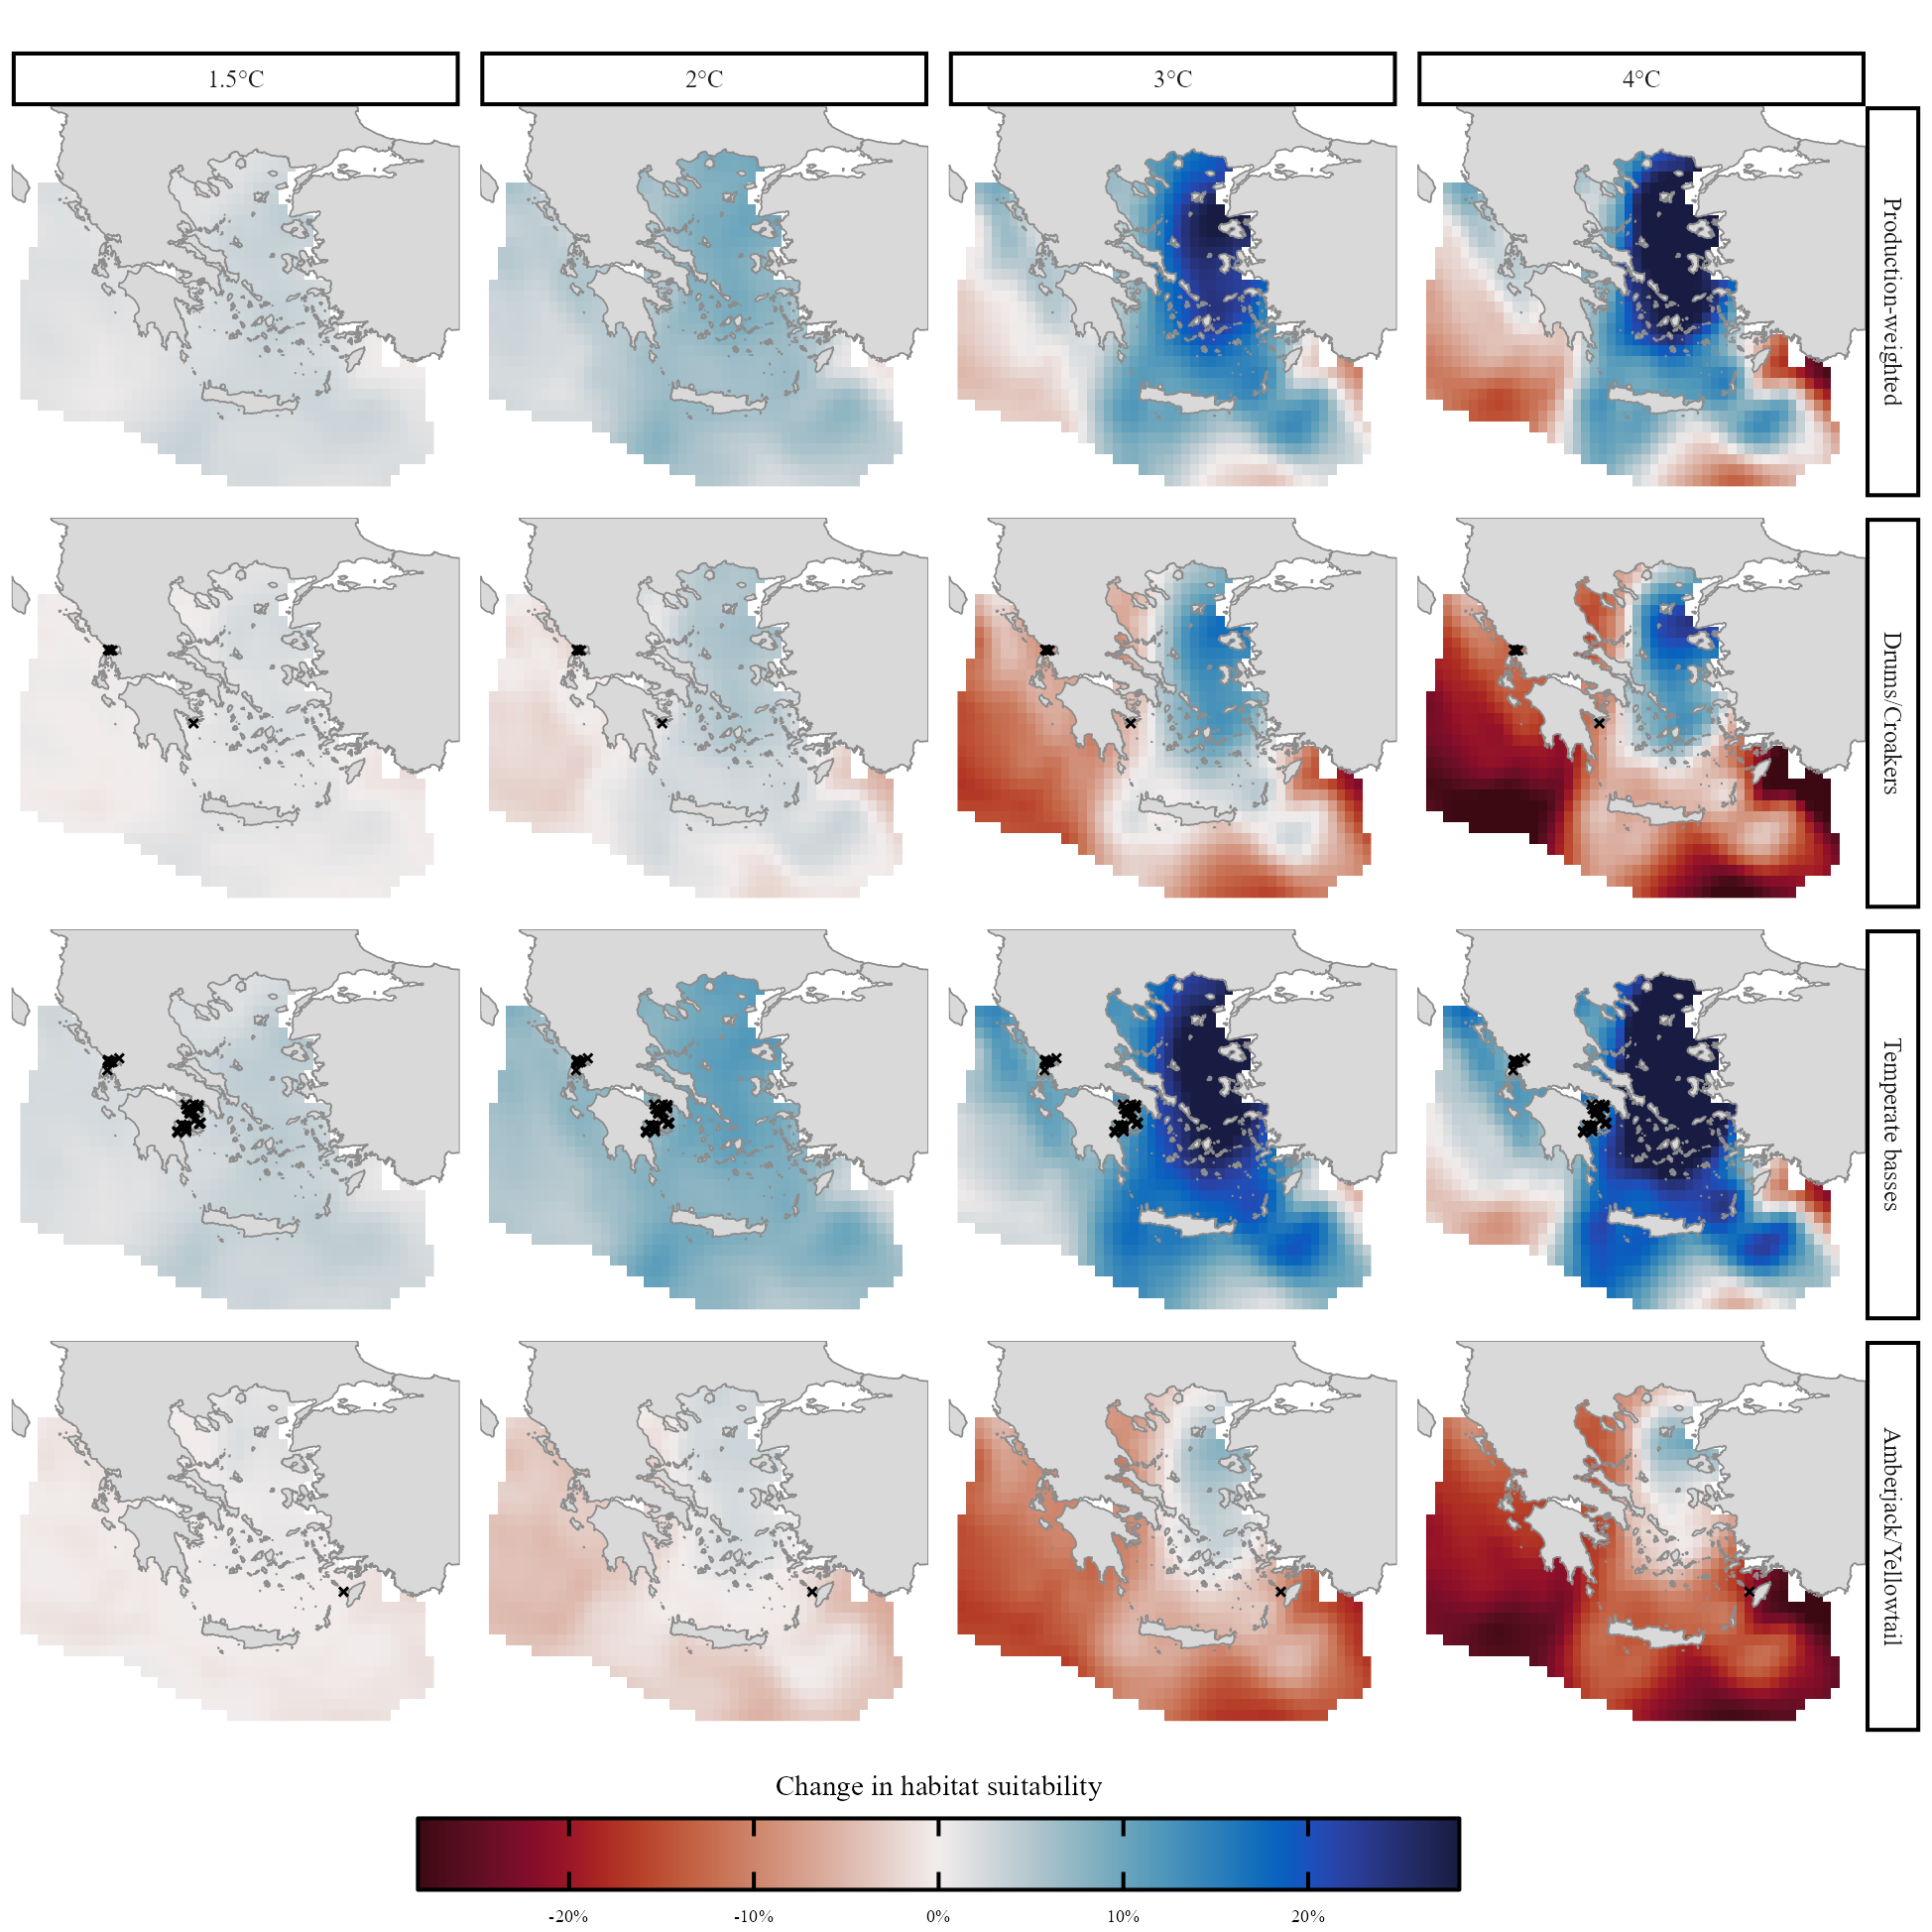 1.5°C
2°C
3°C
4°C
Production-weighted
Drums/Croakers
Temperate basses
Amberjack/Yellowtail
Change in habitat suitability
-20%
-10%
0%
10%
20%